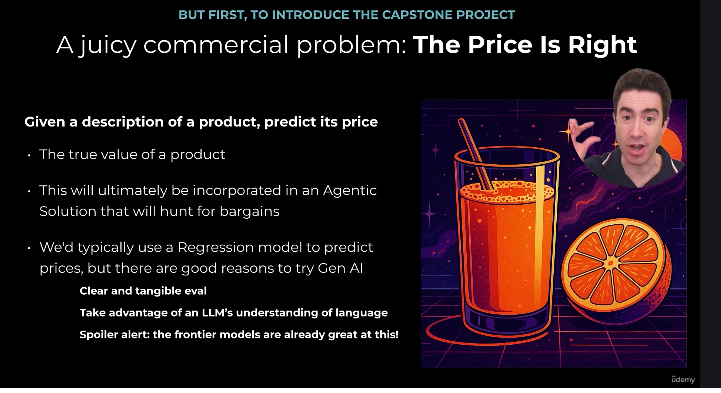 BUT FIRST, TO INTRODUCE THE CAPSTONE PROJECT
A juicy commercial problem: The Price Is Right
Given a description of a product, predict its price
• The true value of a product
• This will ultimately be incorporated in an Agentic
Solution that will hunt for bargains
• We'd typically use a Regression model to predict
prices, but there are good reasons to try Gen AI
Clear and tangible eval
Take advantage of an LLM's understanding of language
Spoiler alert: the frontier models are already great at this!
ûdemy